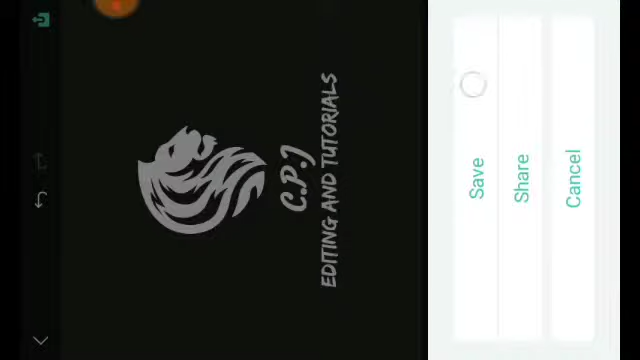 C.P.J
EDITING AND TUTORIALS
Save
Share
Cancel